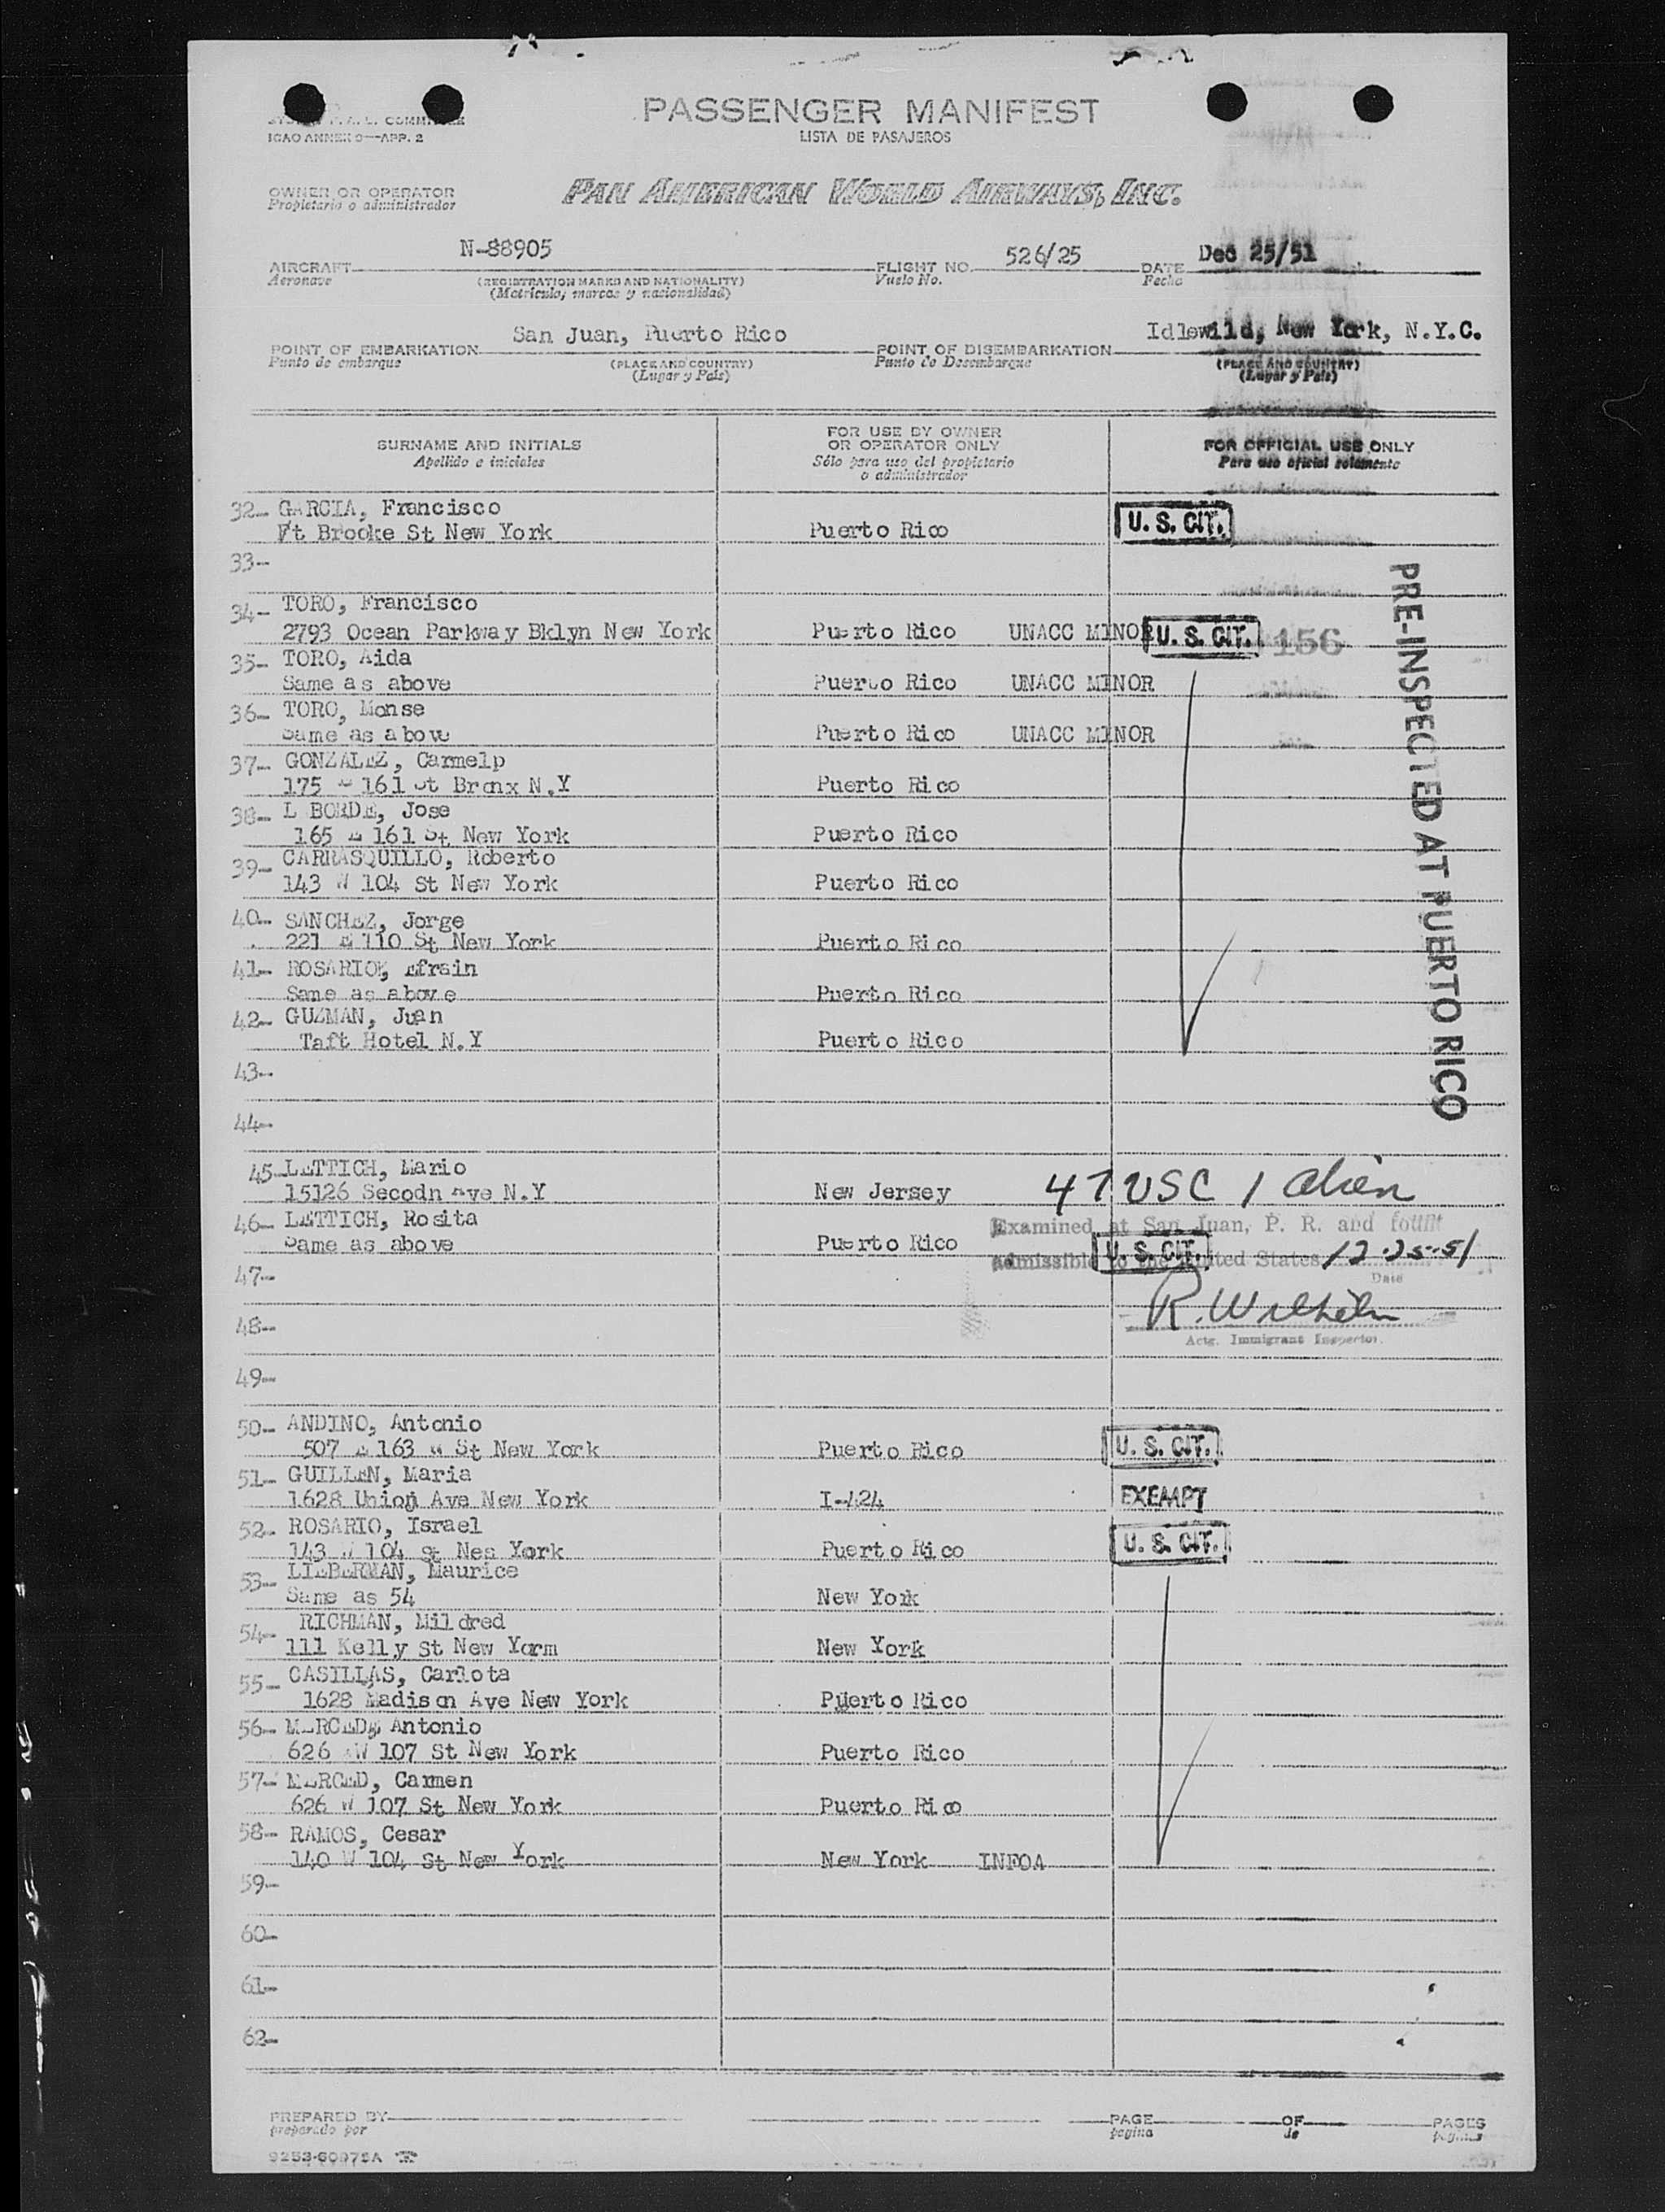 PASSENGER MANIFEST
LISTA DE PASAJEROS
ICAO ANNEX 9—APP. 2
OWNER OR OPERATOR
Propietario o administrador
PAN AMERICAN WORLD AIRWAYS, INC.
AIRCRAFT N-88905 FLIGHT NO. 526/25 DATE Dec 25/51
Aeronave (REGISTRATION MARKS AND NATIONALITY) Vuelo No. Fecha
(Matrícula, marcas y nacionalidad)
POINT OF EMBARKATION San Juan, Puerto Rico POINT OF DISEMBARKATION Idlewild, New York, N.Y.C.
Punto de embarque (PLACE AND COUNTRY) Punto de Desembarque (PLACE AND COUNTRY)
(Lugar y País) (Lugar y País)
SURNAME AND INITIALS FOR USE BY OWNER OR OPERATOR ONLY FOR OFFICIAL USE ONLY
Apellido e iniciales Sólo para uso del propietario o administrador Para uso oficial solamente
32- GARCIA, Francisco
Ft Brooke St New York Puerto Rico U. S. CIT.
33-
34- TORO, Francisco
2793 Ocean Parkway Bklyn New York Puerto Rico UNACC MINOR U. S. CIT. 156
35- TORO, Aida
Same as above Puerto Rico UNACC MINOR
36- TORO, Monse
Same as above Puerto Rico UNACC MINOR
37- GONZALEZ, Carmelp
175 161 St Bronx N.Y Puerto Rico
38- L BORDE, Jose
165 E 161 St New York Puerto Rico
39- CARRASQUILLO, Roberto
143 W 104 St New York Puerto Rico
40- SANCHEZ, Jorge
221 E 110 St New York Puerto Rico
41- ROSARIO, Efrain
Same as above Puerto Rico
42- GUZMAN, Juan
Taft Hotel N.Y Puerto Rico
43-
44-
PRE-INSPECTED AT PUERTO RICO
45- LETTICH, Mario
15126 Secodn Ave N.Y New Jersey 47 USC 1 Alien
46- LETTICH, Rosita
Same as above Puerto Rico U. S. CIT.
Examined at San Juan, P. R. and found
admissible to the United States 12-25-51
Date
47-
R. Wilhelm
48-
Actg. Immigrant Inspector.
49-
50- ANDINO, Antonio
507 E 163 W St New York Puerto Rico U. S. CIT.
51- GUILLEN, Maria
1628 Union Ave New York I-424 EXEMPT
52- ROSARIO, Israel
143 W 104 St Nes York Puerto Rico U. S. CIT.
53- LIEBERMAN, Maurice
Same as 54 New York
54- RICHMAN, Mildred
111 Kelly St New Yorm New York
55- CASILLAS, Carlota
1628 Madison Ave New York Puerto Rico
56- MERCED, Antonio
626 W 107 St New York Puerto Rico
57- MERCED, Carmen
626 W 107 St New York Puerto Rico
58- RAMOS, Cesar
140 W 104 St New York New York INFOA
59-
60-
61-
62-
PREPARED BY PAGE OF PAGES
preparado por página de páginas
9253-60975A